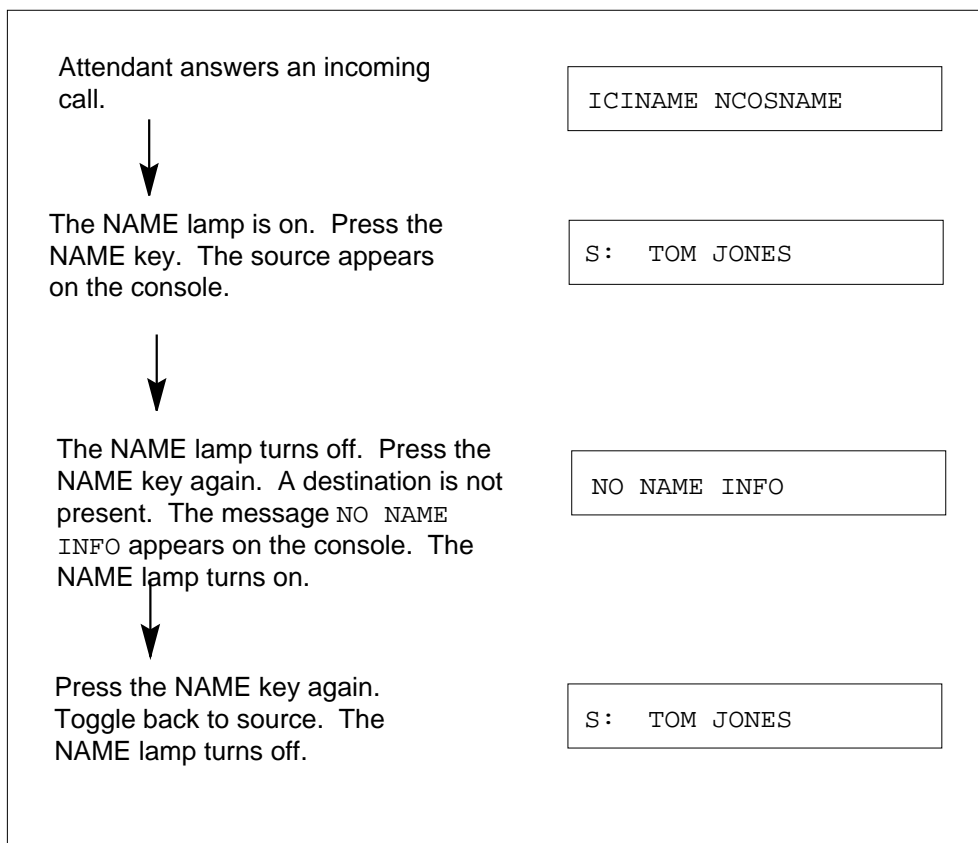 Attendant answers an incoming
call.
ICINAME NCOSNAME
The NAME lamp is on.  Press the
NAME key.  The source appears
on the console.
S:  TOM JONES
The NAME lamp turns off.  Press the
NAME key again.  A destination is not
present.  The message NO NAME
INFO appears on the console.  The
NAME lamp turns on.
NO NAME INFO
Press the NAME key again.
Toggle back to source.  The
NAME lamp turns off.
S:  TOM JONES